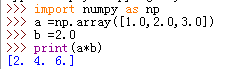 >>> import numpy as np
>>> a =np.array([1.0,2.0,3.0])
>>> b =2.0
>>> print(a*b)
[2. 4. 6.]